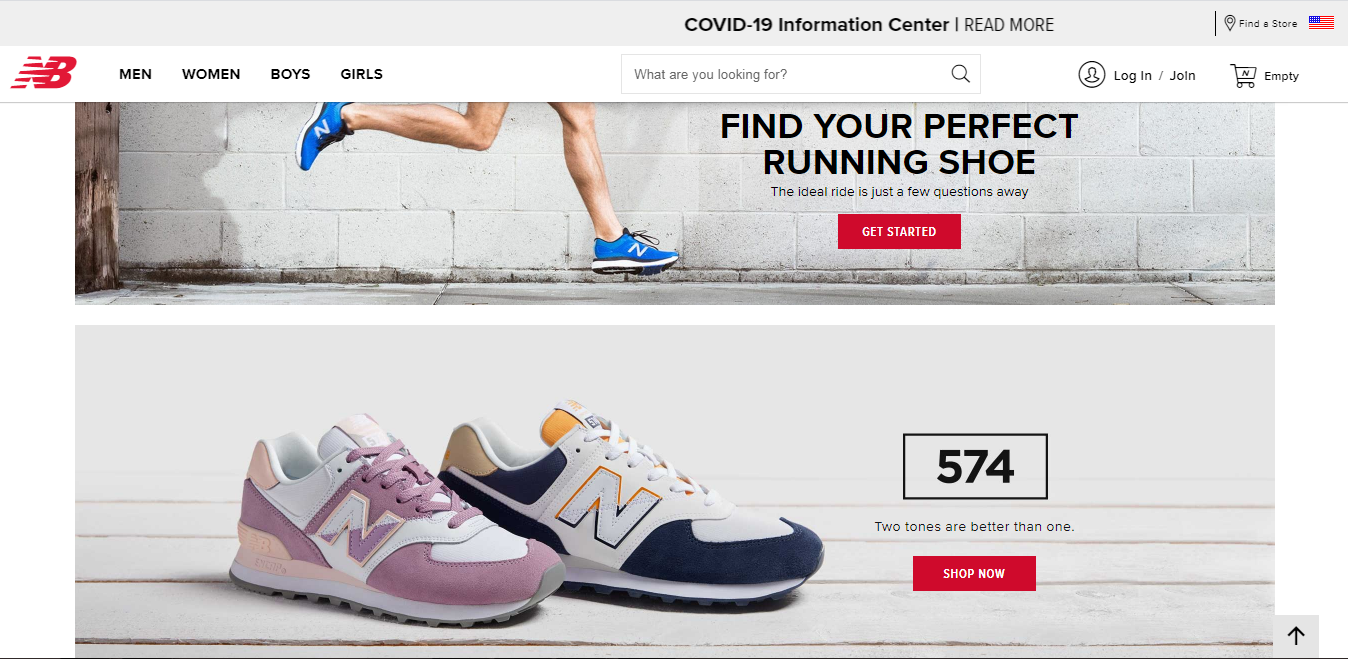 COVID-19 Information Center | READ MORE
Find a Store
NB
MEN WOMEN BOYS GIRLS
What are you looking for?
Log In / Join
N
Empty
N
N
FIND YOUR PERFECT
RUNNING SHOE
The ideal ride is just a few questions away
GET STARTED
N
N
ENCAP
574
Two tones are better than one.
SHOP NOW